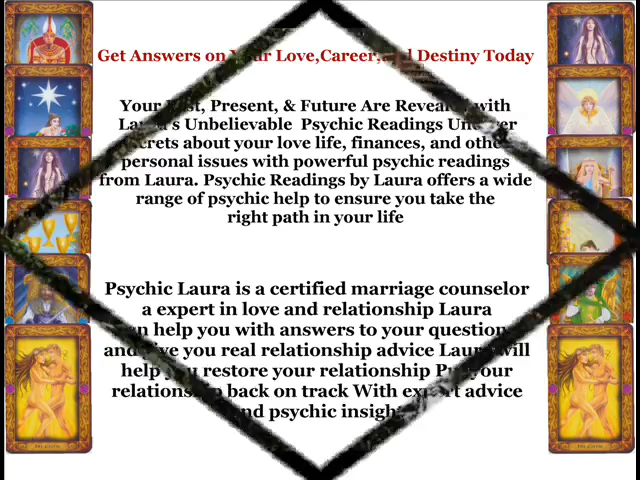 Get Answers on Your Love,Career,and Destiny Today
Your Past, Present, & Future Are Revealed with
Laura's Unbelievable Psychic Readings Uncover
secrets about your love life, finances, and other
personal issues with powerful psychic readings
from Laura. Psychic Readings by Laura offers a wide
range of psychic help to ensure you take the
right path in your life
Psychic Laura is a certified marriage counselor
a expert in love and relationship Laura
can help you with answers to your question
and give you real relationship advice Laura will
help you restore your relationship Put your
relationship back on track With expert advice
and psychic insight